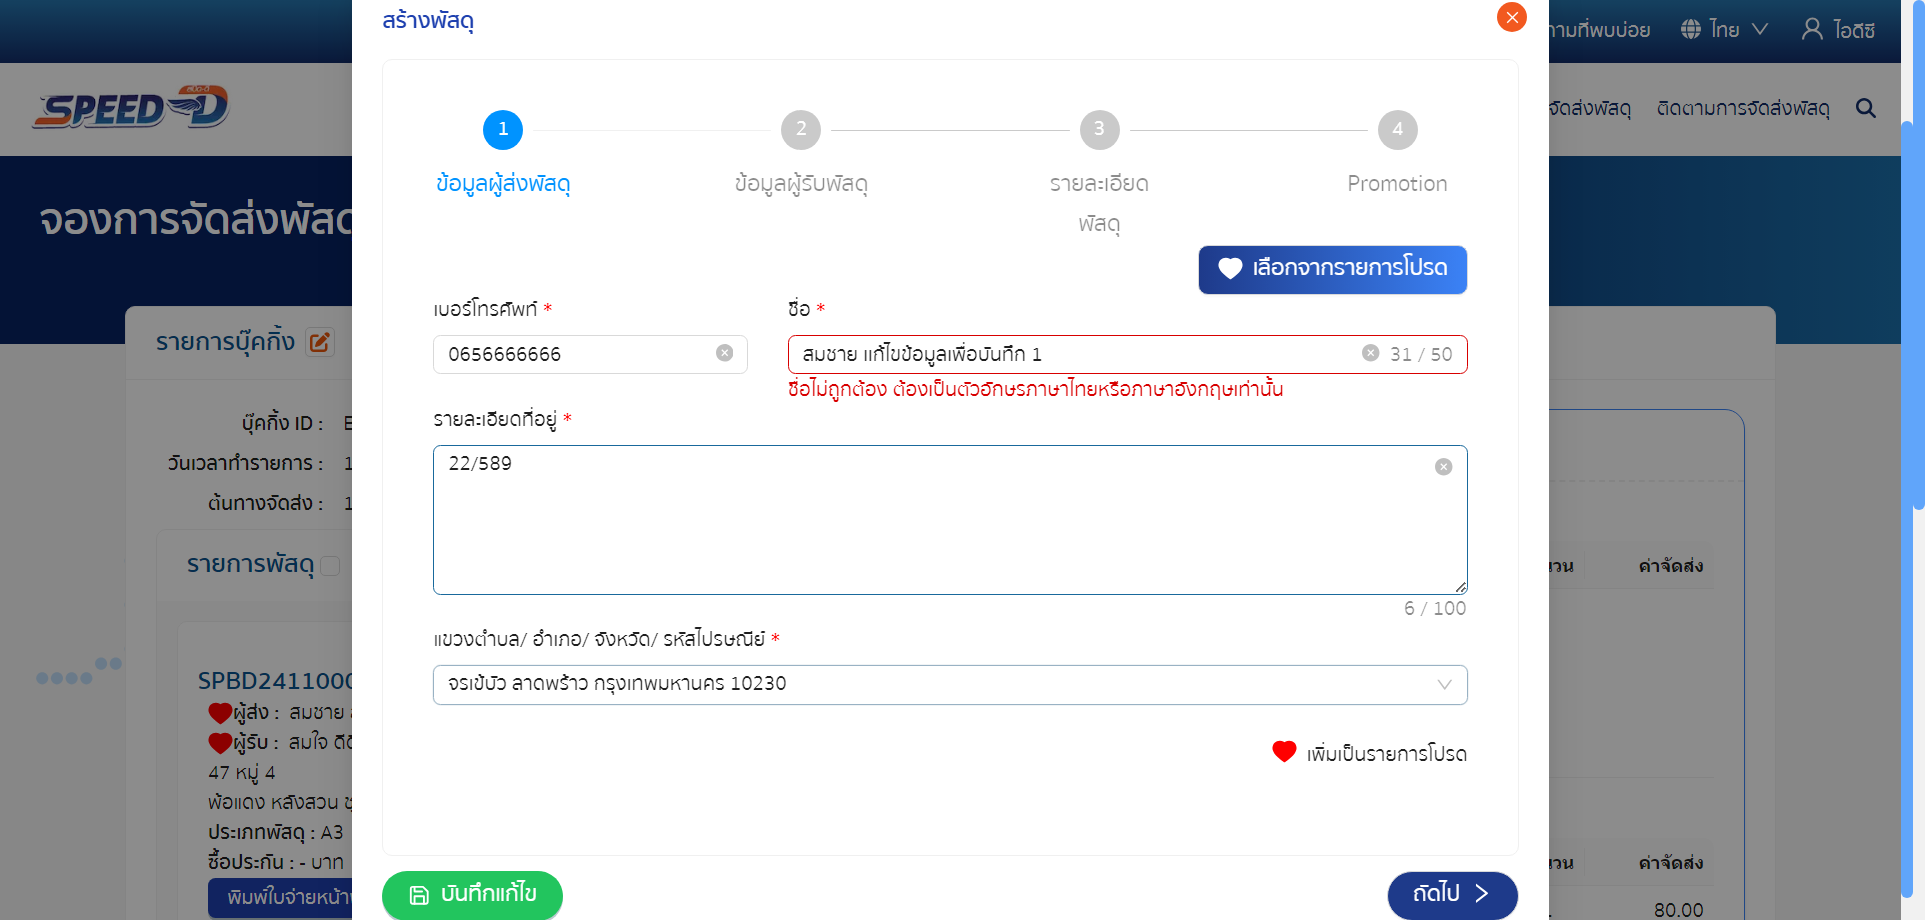 สร้างพัสดุ
ามที่พบบ่อย ไทย ไอดีซี
สปีด-ดี
SPEED D
จัดส่งพัสดุ ติดตามการจัดส่งพัสดุ
1 2 3 4
ข้อมูลผู้ส่งพัสดุ ข้อมูลผู้รับพัสดุ รายละเอียด Promotion
พัสดุ
จองการจัดส่งพัสดุ
เลือกจากรายการโปรด
เบอร์โทรศัพท์ * ชื่อ *
รายการบุ๊คกิ้ง
0656666666 สมชาย แก้ไขข้อมูลเพื่อบันทึก 1 31 / 50
ชื่อไม่ถูกต้อง ต้องเป็นตัวอักษรภาษาไทยหรือภาษาอังกฤษเท่านั้น
รายละเอียดที่อยู่ *
บุ๊คกิ้ง ID :
วันเวลาทำรายการ : 1
ต้นทางจัดส่ง : 1
22/589
6 / 100
รายการพัสดุ
นวน ค่าจัดส่ง
แขวงตำบล/ อำเภอ/ จังหวัด/ รหัสไปรษณีย์ *
จรเข้บัว ลาดพร้าว กรุงเทพมหานคร 10230
SPBD2411000
ผู้ส่ง : สมชาย
ผู้รับ : สมใจ ดีดี
47 หมู่ 4
พ้อแดง หลังสวน ชุ
ประเภทพัสดุ : A3
ซื้อประกัน : - บาท
พิมพ์ใบจ่ายหน้า
เพิ่มเป็นรายการโปรด
นวน ค่าจัดส่ง
80.00
บันทึกแก้ไข ถัดไป